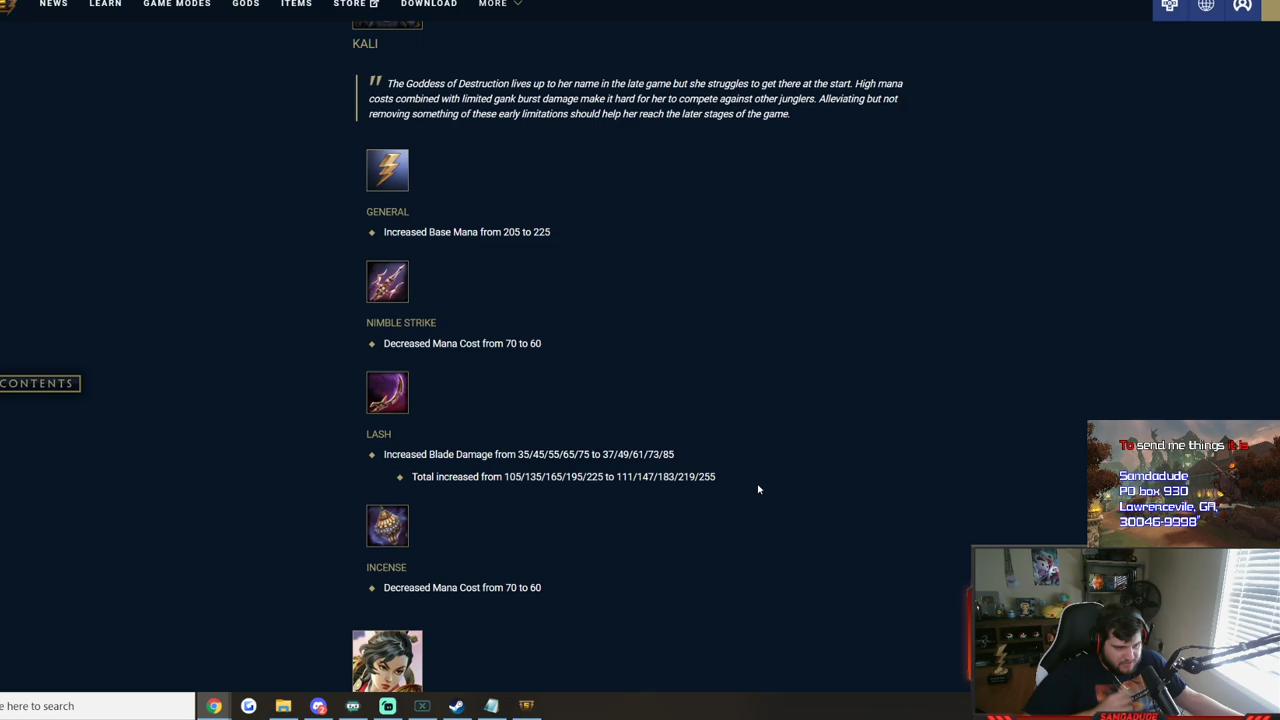 NEWS LEARN GAME MODES GODS ITEMS STORE DOWNLOAD MORE
KALI
The Goddess of Destruction lives up to her name in the late game but she struggles to get there at the start. High mana
costs combined with limited gank burst damage make it hard for her to compete against other junglers. Alleviating but not
removing something of these early limitations should help her reach the later stages of the game.
GENERAL
Increased Base Mana from 205 to 225
NIMBLE STRIKE
Decreased Mana Cost from 70 to 60
CONTENTS
LASH
Increased Blade Damage from 35/45/55/65/75 to 37/49/61/73/85
Total increased from 105/135/165/195/225 to 111/147/183/219/255
INCENSE
Decreased Mana Cost from 70 to 60
To send me things it is
Samdadude
PO box 930
Lawrencevile, GA,
30046-9998"
SAMDADUDE
e here to search